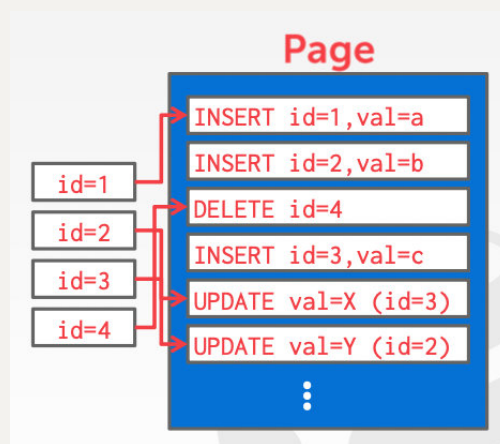 Page
INSERT id=1,val=a
INSERT id=2,val=b
DELETE id=4
INSERT id=3,val=c
UPDATE val=X (id=3)
UPDATE val=Y (id=2)
id=1
id=2
id=3
id=4